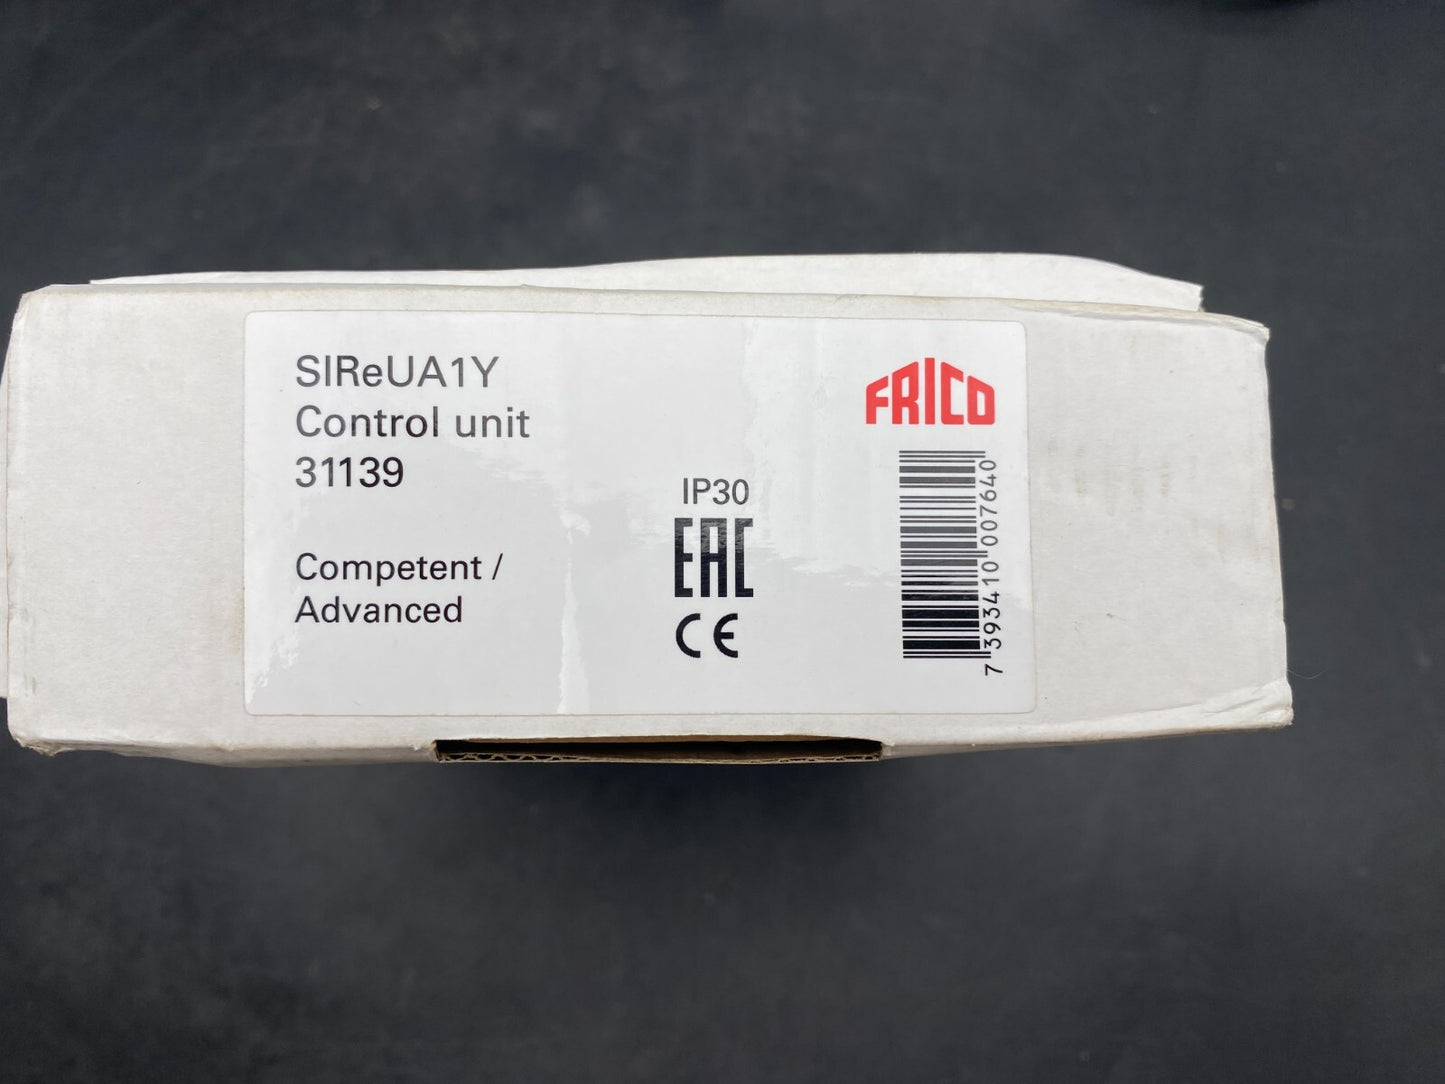 SIReUA1Y
Control unit
31139
Competent /
Advanced
IP30
EAC
CE
FRICO
7 393410 007640